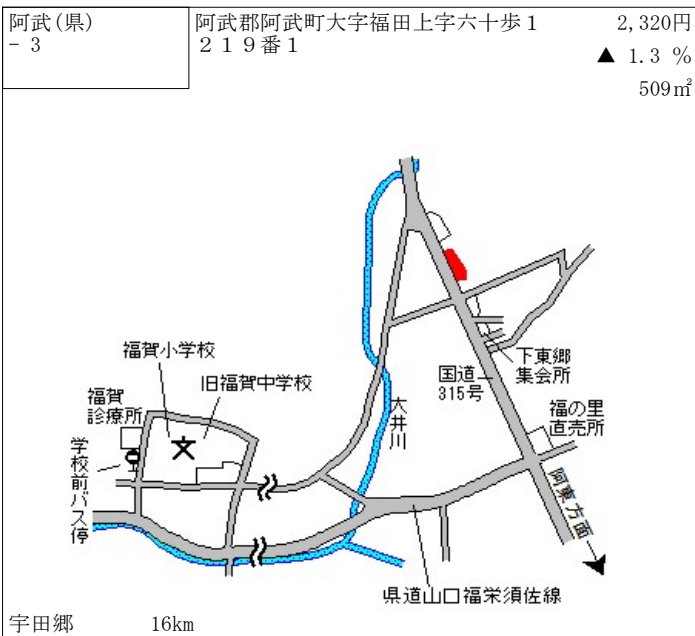 阿武(県)
- 3
阿武郡阿武町大字福田上字六十歩１
２１９番１
2,320円
▲ 1.3 %
509㎡
福賀小学校
旧福賀中学校
福賀
診療所
学校前バス停
大井川
国道
315号
下東郷
集会所
福の里
直売所
阿東方面
県道山口福栄須佐線
宇田郷 16km